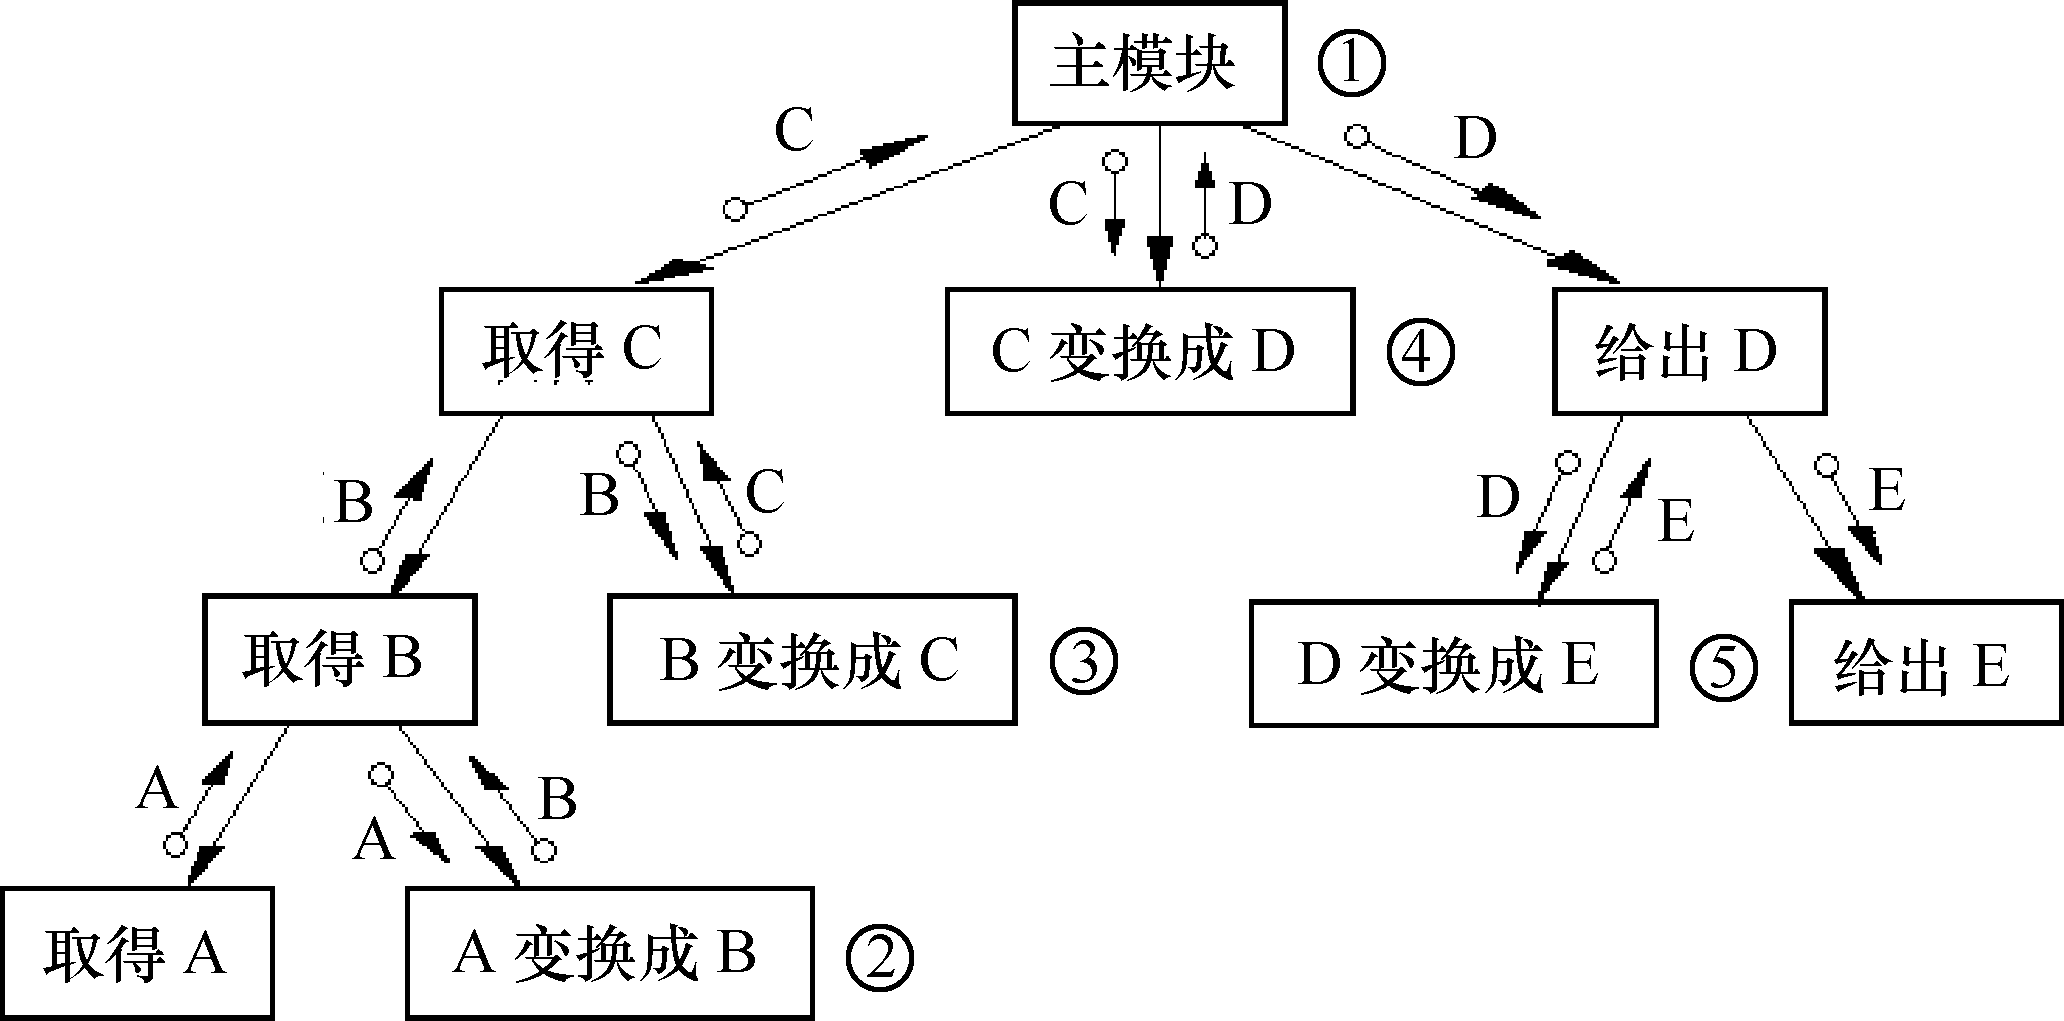 主模块 ①
C
C
D
D
取得 C
C 变换成 D ④
给出 D
B
B
C
D
E
E
取得 B
B 变换成 C ③
D 变换成 E ⑤
给出 E
A
A
B
取得 A
A 变换成 B ②